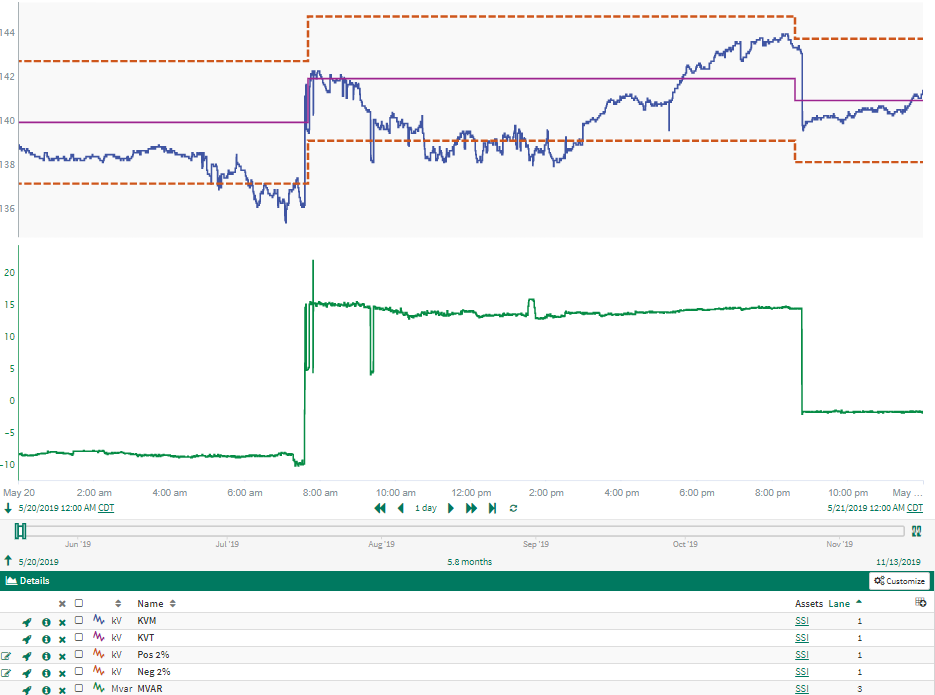 144
142
140
138
136
20
15
10
5
0
−5
−10
May 20 2:00 am 4:00 am 6:00 am 8:00 am 10:00 am 12:00 pm 2:00 pm 4:00 pm 6:00 pm 8:00 pm 10:00 pm May ...
5/20/2019 12:00 AM CDT 1 day 5/21/2019 12:00 AM CDT
Jun '19 Jul '19 Aug '19 Sep '19 Oct '19 Nov '19
5/20/2019 5.8 months 11/13/2019
Details Customize
Name Assets Lane
kV KVM SSI 1
kV KVT SSI 1
kV Pos 2% SSI 1
kV Neg 2% SSI 1
Mvar MVAR SSI 3